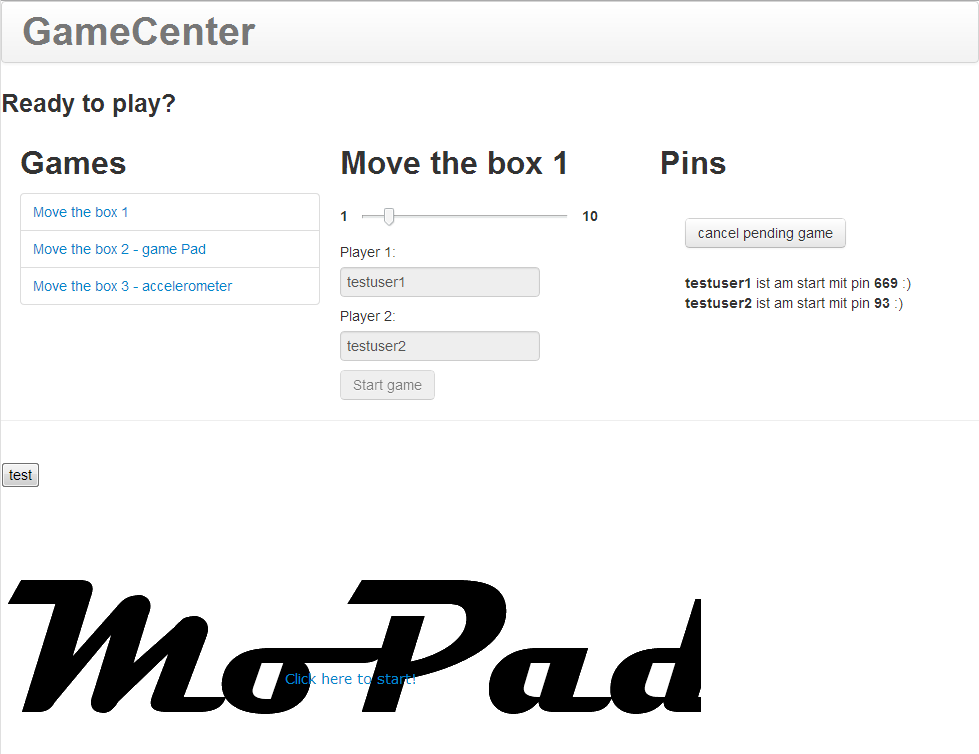 GameCenter
Ready to play?
Games
Move the box 1
Move the box 2 - game Pad
Move the box 3 - accelerometer
Move the box 1
1 10
Player 1:
testuser1
Player 2:
testuser2
Start game
Pins
cancel pending game
testuser1 ist am start mit pin 669 :)
testuser2 ist am start mit pin 93 :)
test
MoPad
Click here to start!